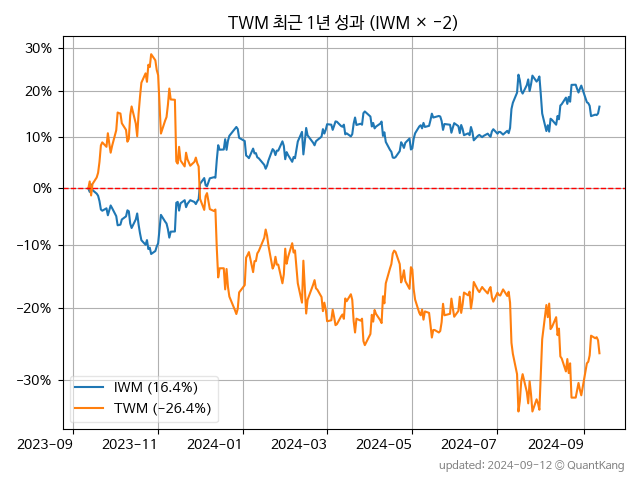 TWM 최근 1년 성과 (IWM × −2)
30%
20%
10%
0%
−10%
−20%
−30%
IWM (16.4%)
TWM (−26.4%)
2023-09 2023-11 2024-01 2024-03 2024-05 2024-07 2024-09
updated: 2024-09-12 © QuantKang